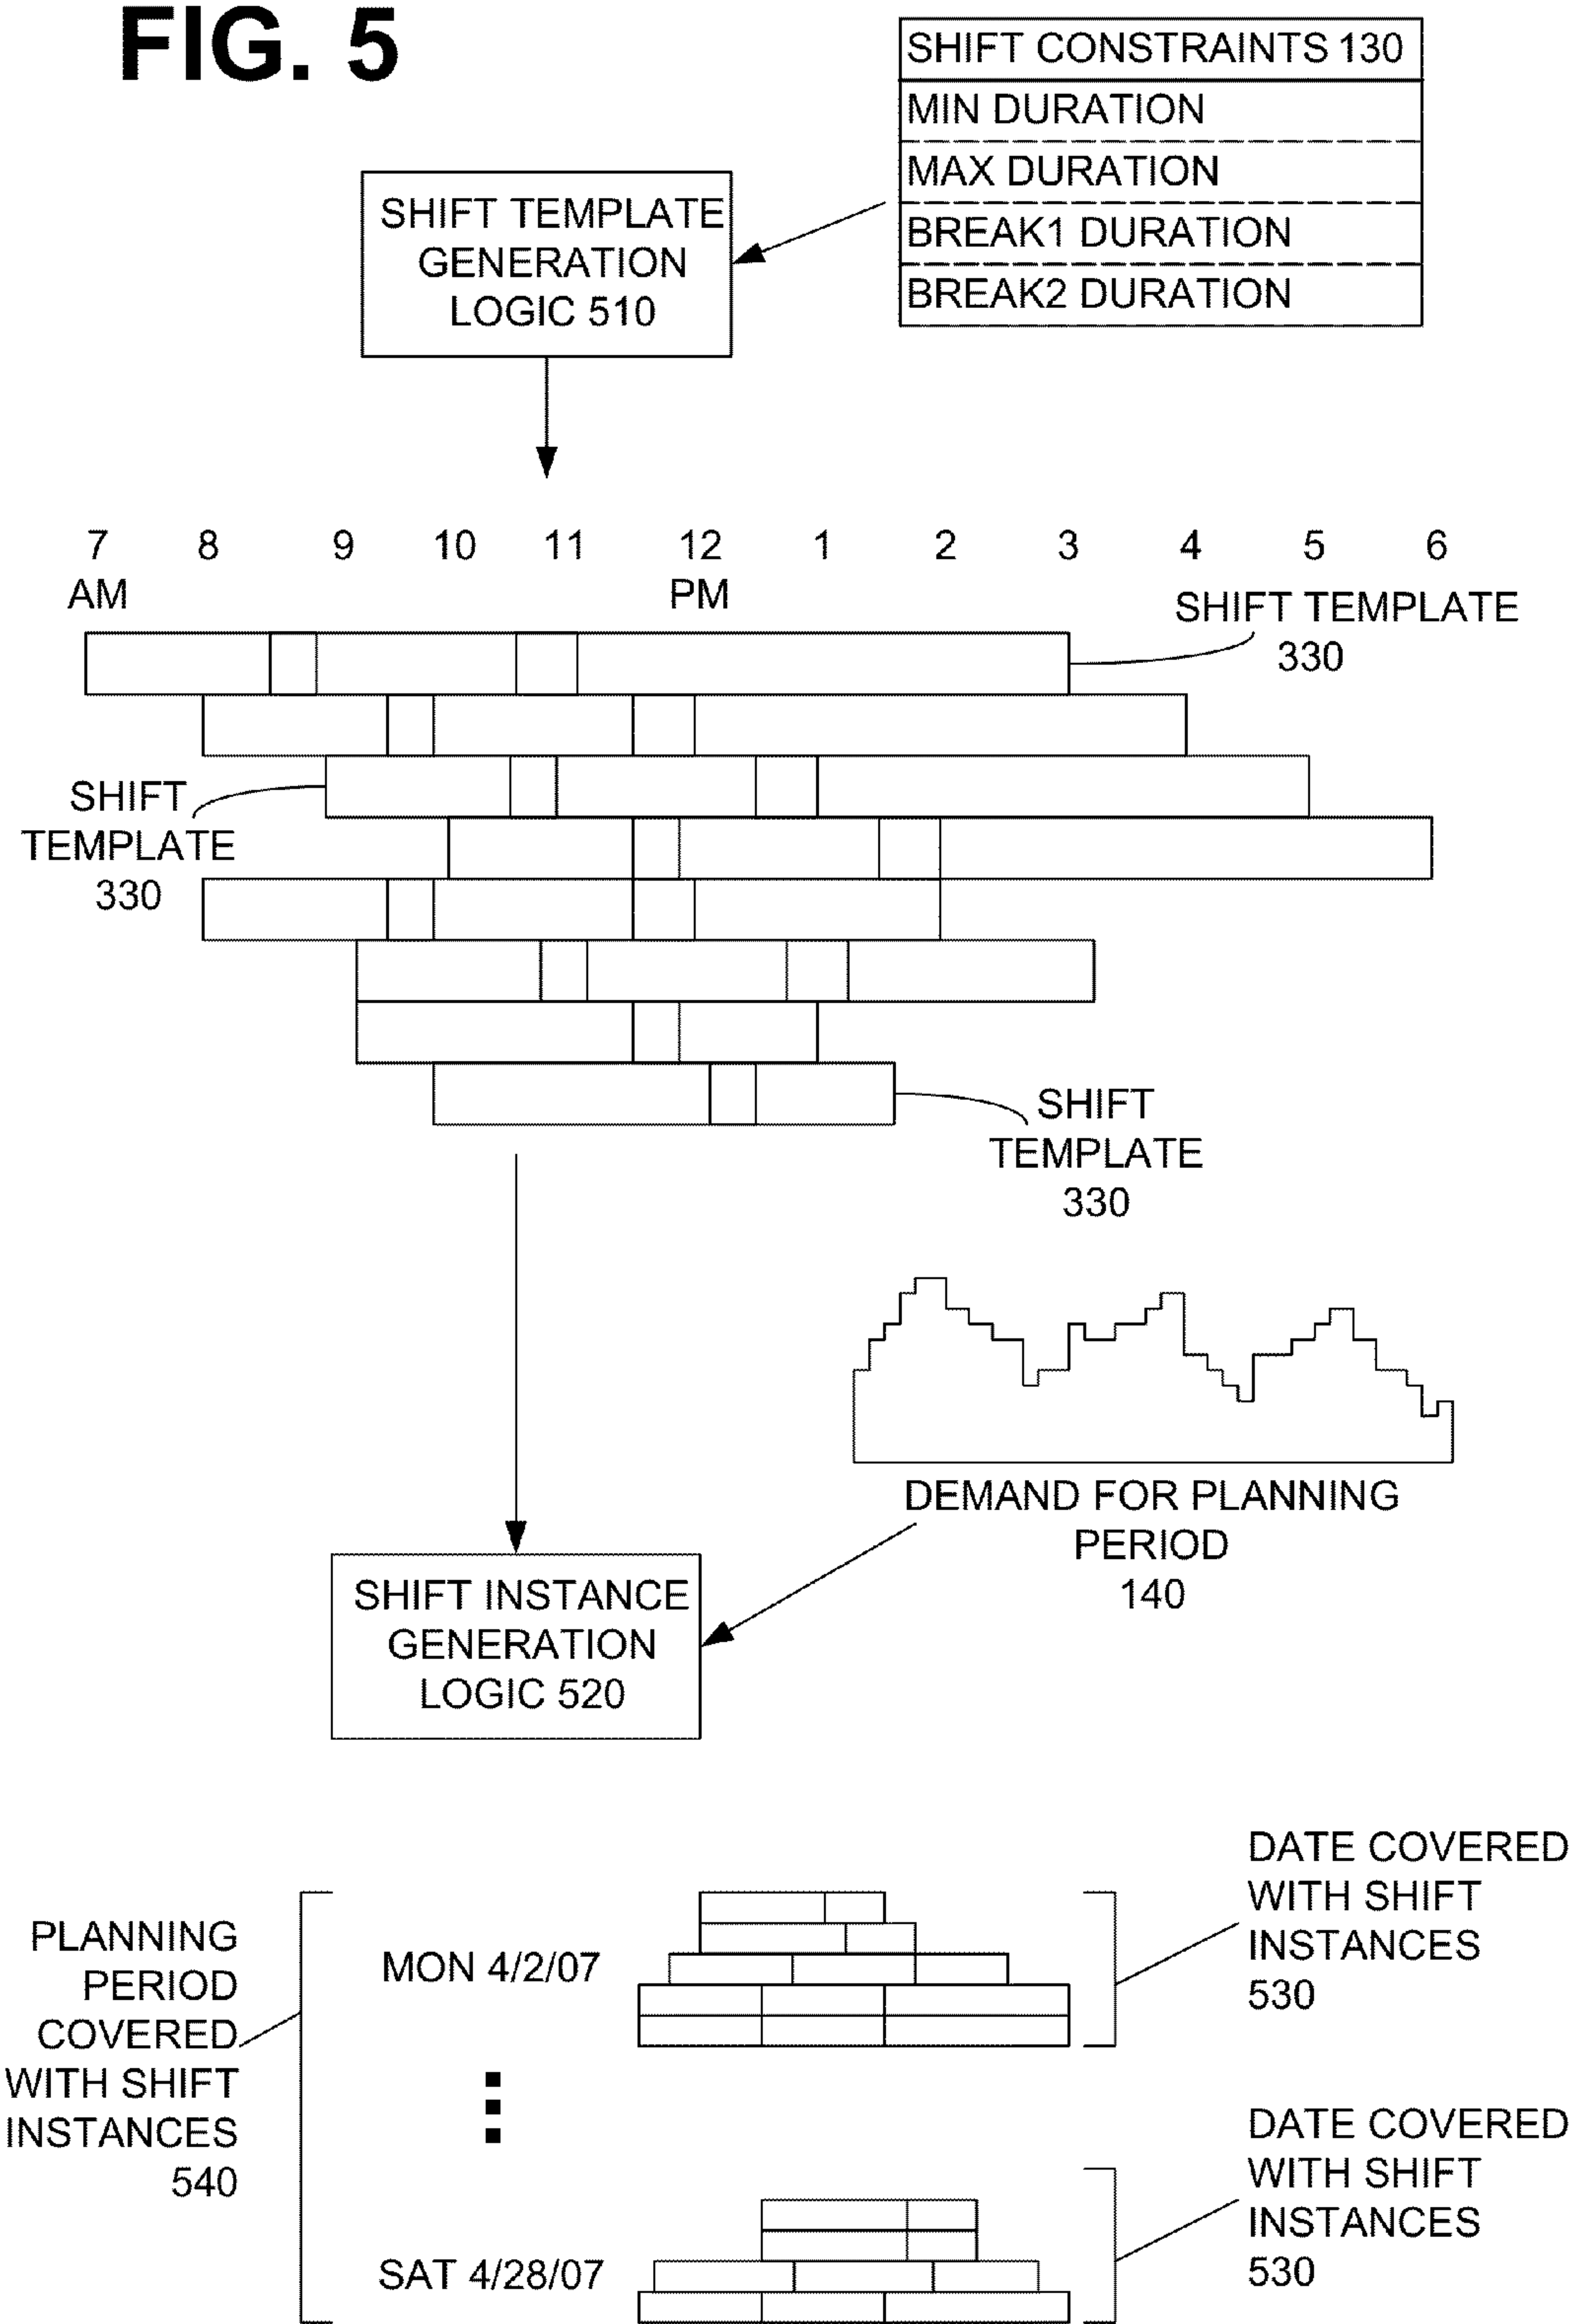 FIG. 5
SHIFT CONSTRAINTS 130
MIN DURATION
MAX DURATION
BREAK1 DURATION
BREAK2 DURATION
SHIFT TEMPLATE
GENERATION
LOGIC 510
7 8 9 10 11 12 1 2 3 4 5 6
AM PM
SHIFT TEMPLATE
330
SHIFT
TEMPLATE
330
SHIFT
TEMPLATE
330
DEMAND FOR PLANNING
PERIOD
140
SHIFT INSTANCE
GENERATION
LOGIC 520
PLANNING
PERIOD
COVERED
WITH SHIFT
INSTANCES
540
MON 4/2/07
DATE COVERED
WITH SHIFT
INSTANCES
530
SAT 4/28/07
DATE COVERED
WITH SHIFT
INSTANCES
530